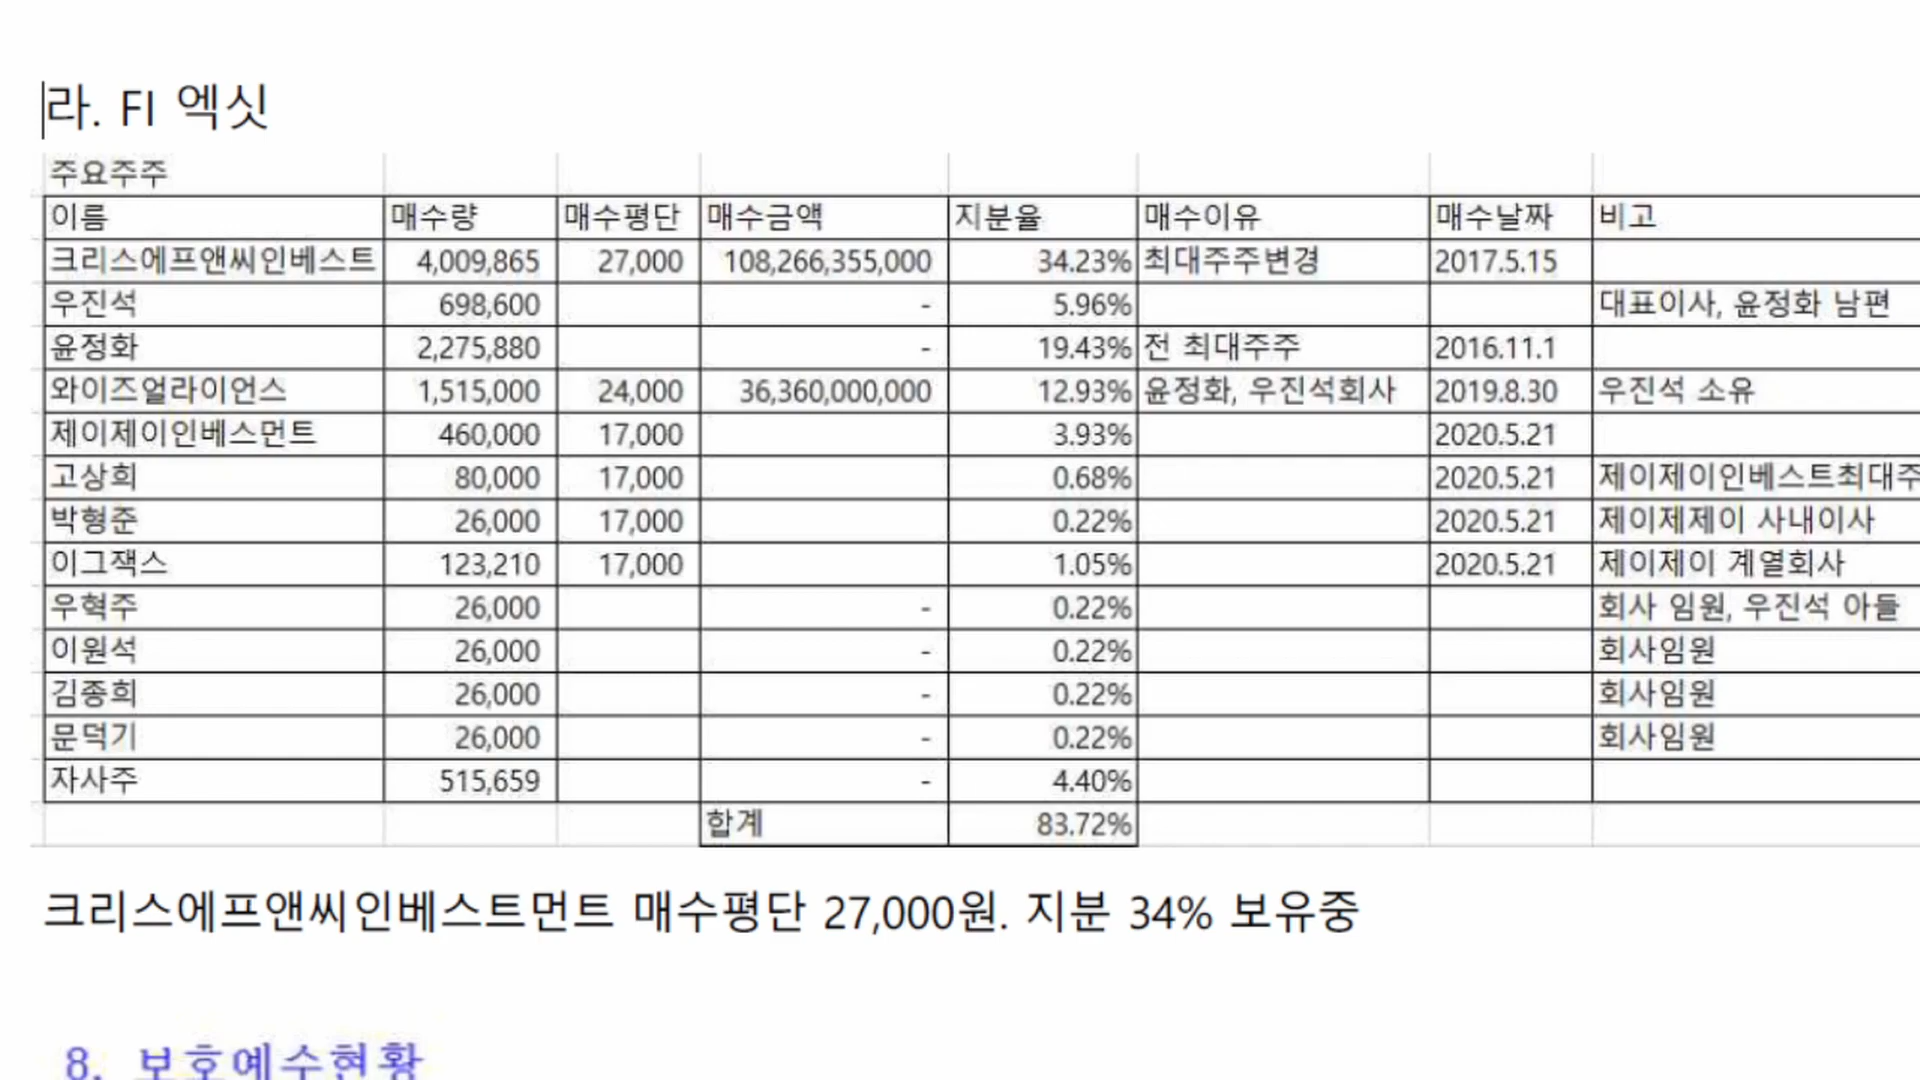 라. FI 엑싯
주요주주
이름 매수량 매수평단 매수금액 지분율 매수이유 매수날짜 비고
크리스에프앤씨인베스트 4,009,865 27,000 108,266,355,000 34.23% 최대주주변경 2017.5.15
우진석 698,600 - 5.96% 대표이사, 윤정화 남편
윤정화 2,275,880 - 19.43% 전 최대주주 2016.11.1
와이즈얼라이언스 1,515,000 24,000 36,360,000,000 12.93% 윤정화, 우진석회사 2019.8.30 우진석 소유
제이제이인베스먼트 460,000 17,000 3.93% 2020.5.21
고상희 80,000 17,000 0.68% 2020.5.21 제이제이인베스트최대주
박형준 26,000 17,000 0.22% 2020.5.21 제이제제이 사내이사
이그잭스 123,210 17,000 1.05% 2020.5.21 제이제이 계열회사
우혁주 26,000 - 0.22% 회사 임원, 우진석 아들
이원석 26,000 - 0.22% 회사임원
김종희 26,000 - 0.22% 회사임원
문덕기 26,000 - 0.22% 회사임원
자사주 515,659 - 4.40%
합계 83.72%
크리스에프앤씨인베스트먼트 매수평단 27,000원. 지분 34% 보유중
8. 보호예수현황